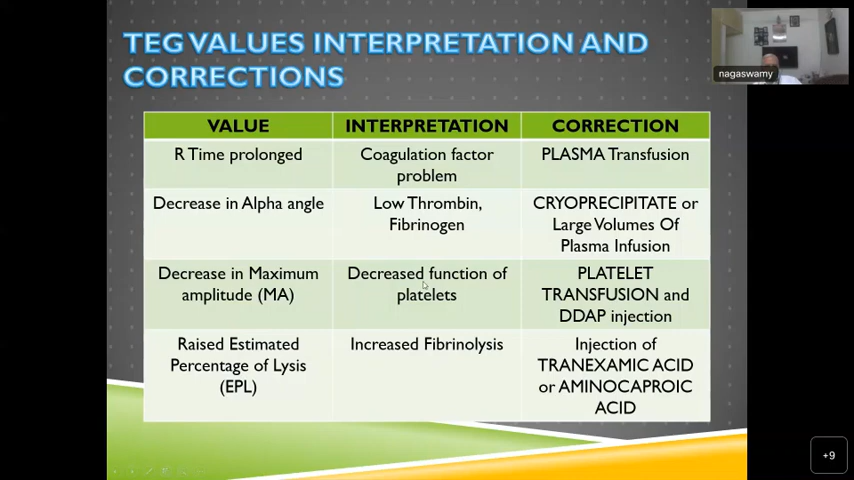 TEG VALUES INTERPRETATION AND
CORRECTIONS
nagaswamy
VALUE INTERPRETATION CORRECTION
R Time prolonged
Coagulation factor
problem
PLASMA Transfusion
Decrease in Alpha angle
Low Thrombin,
Fibrinogen
CRYOPRECIPITATE or
Large Volumes Of
Plasma Infusion
Decrease in Maximum
amplitude (MA)
Decreased function of
platelets
PLATELET
TRANSFUSION and
DDAP injection
Raised Estimated
Percentage of Lysis
(EPL)
Increased Fibrinolysis
Injection of
TRANEXAMIC ACID
or AMINOCAPROIC
ACID
+9